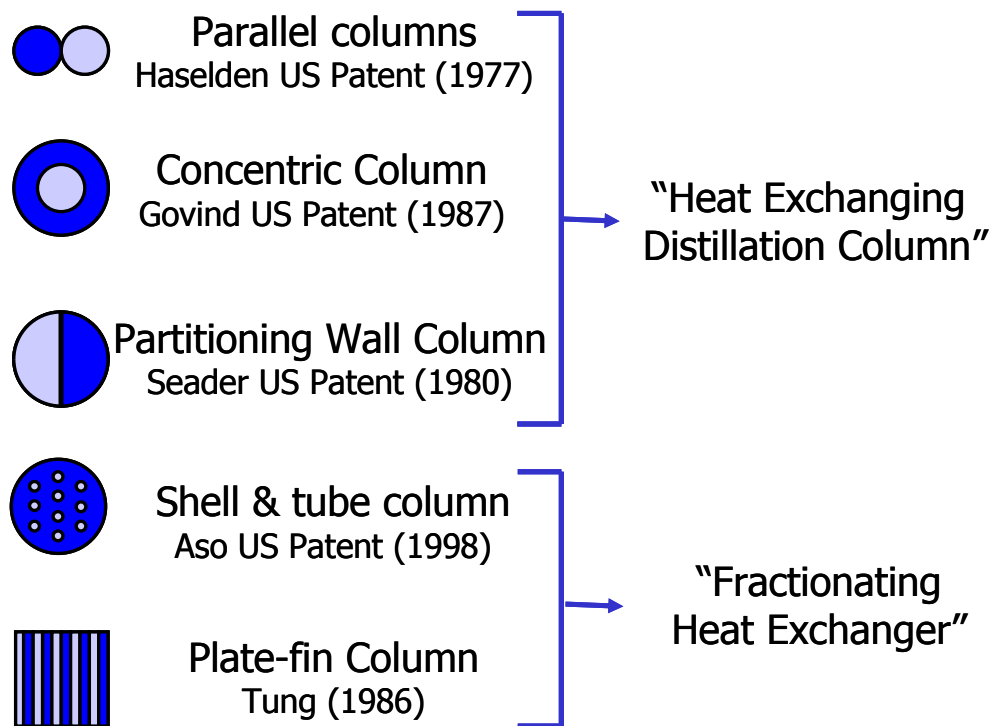 Parallel columns
Haselden US Patent (1977)
Concentric Column
Govind US Patent (1987)
Partitioning Wall Column
Seader US Patent (1980)
“Heat Exchanging
Distillation Column”
Shell & tube column
Aso US Patent (1998)
Plate-fin Column
Tung (1986)
“Fractionating
Heat Exchanger”